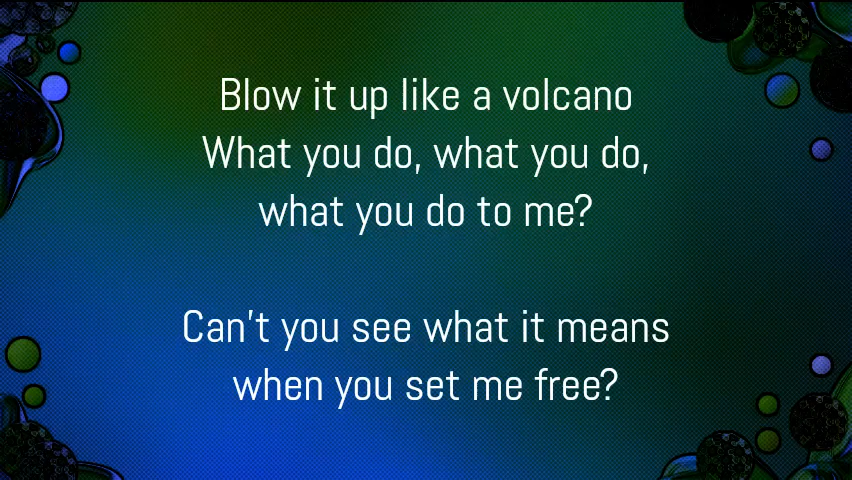 Blow it up like a volcano
What you do, what you do,
what you do to me?
Can't you see what it means
when you set me free?